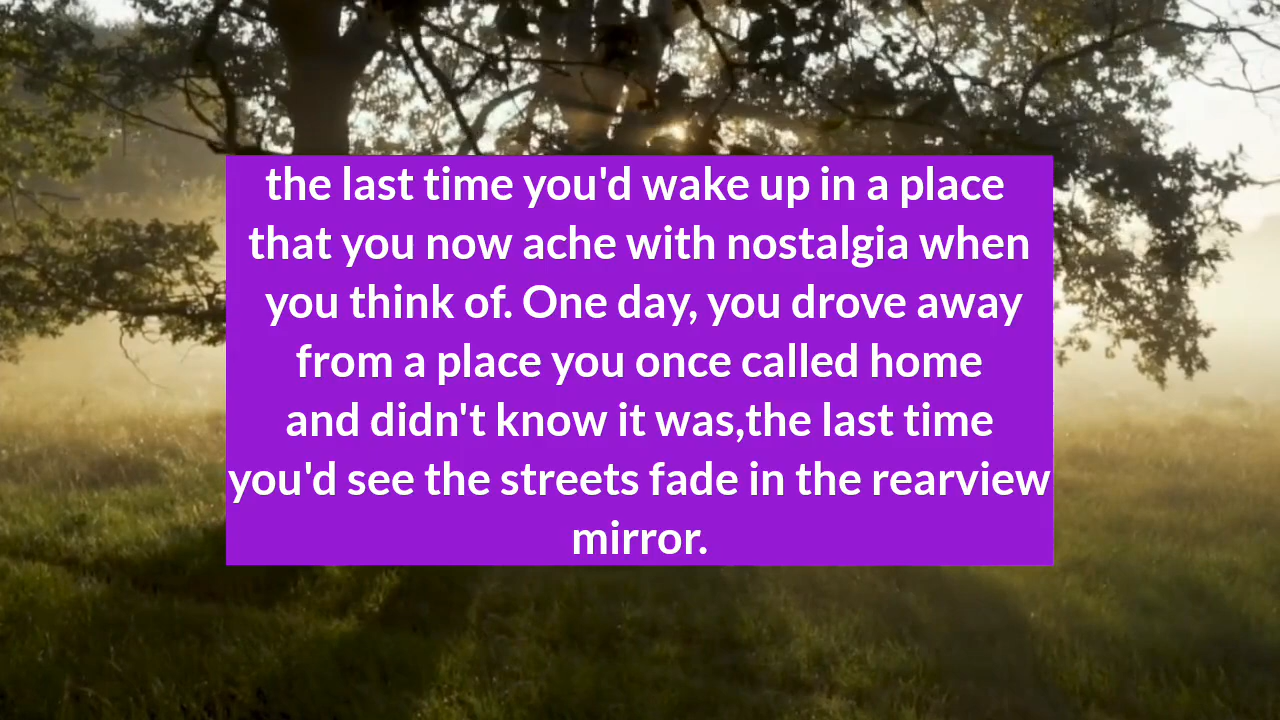 the last time you'd wake up in a place
that you now ache with nostalgia when
you think of. One day, you drove away
from a place you once called home
and didn't know it was,the last time
you'd see the streets fade in the rearview
mirror.